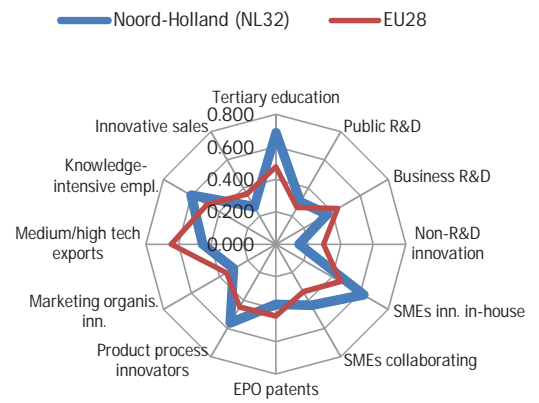 Noord-Holland (NL32) EU28
Tertiary education
0.800
Innovative sales
Public R&D
0.600
Knowledge-
intensive empl.
Business R&D
0.400
0.200
Medium/high tech
exports
0.000
Non-R&D
innovation
Marketing organis.
inn.
SMEs inn. in-house
Product process
innovators
SMEs collaborating
EPO patents